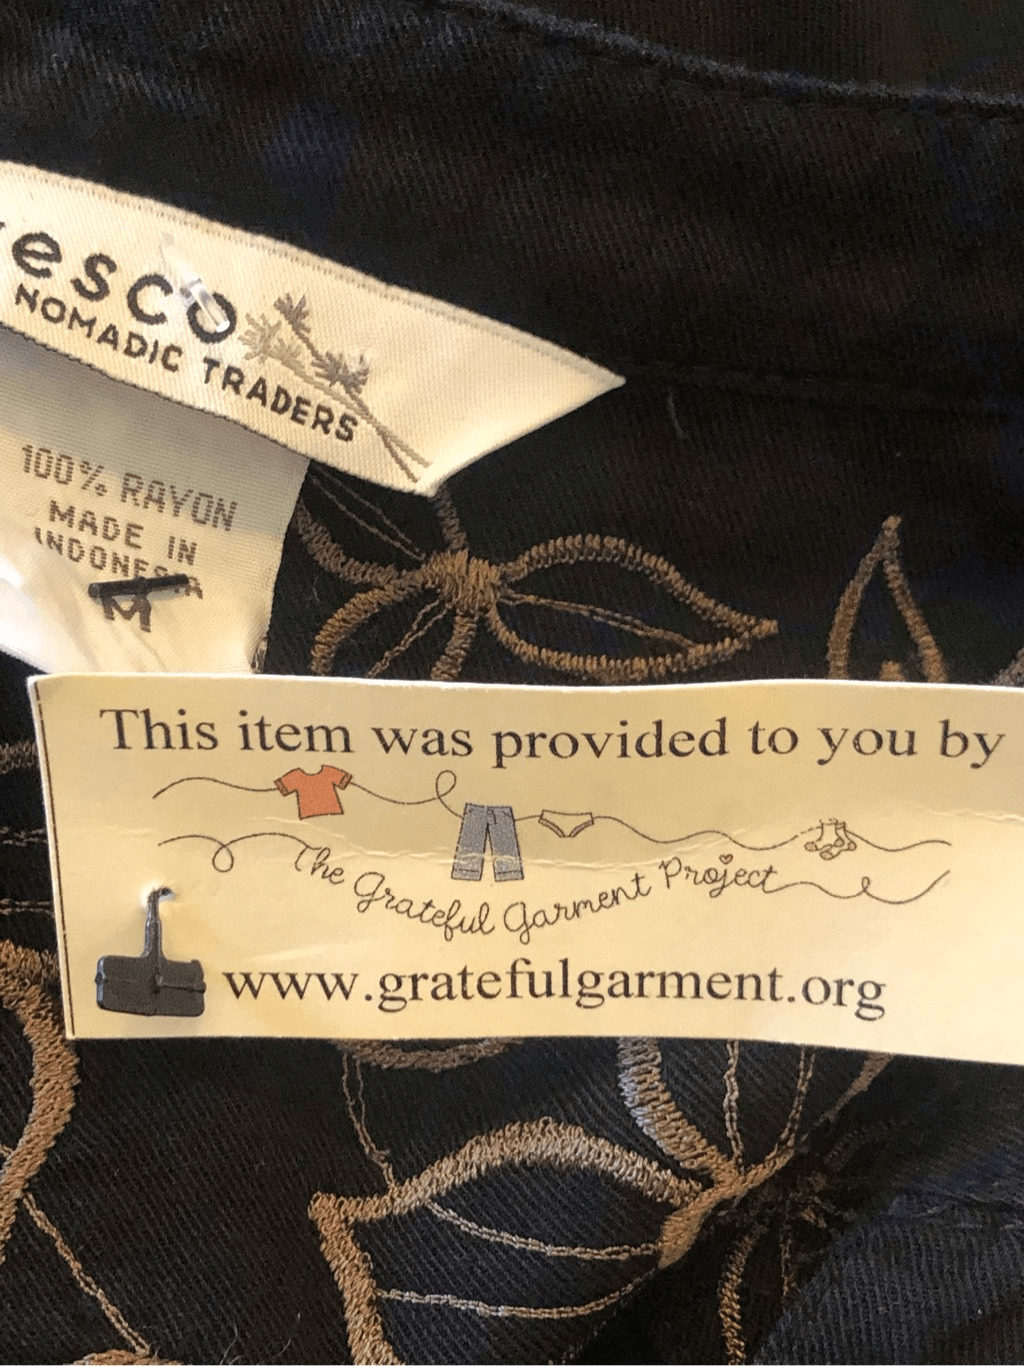 esco
NOMADIC TRADERS
100% RAYON
MADE IN
INDONESIA
M
This item was provided to you by
The Grateful Garment Project
www.gratefulgarment.org